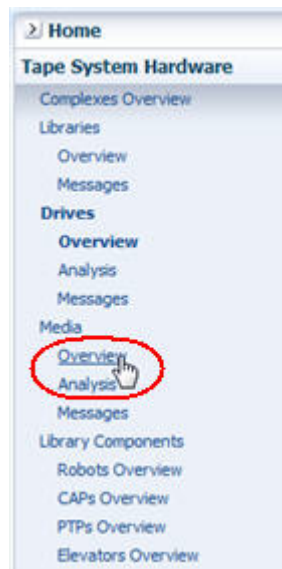 Home
Tape System Hardware
Complexes Overview
Libraries
Overview
Messages
Drives
Overview
Analysis
Messages
Media
Overview
Analysis
Messages
Library Components
Robots Overview
CAPs Overview
PTPs Overview
Elevators Overview